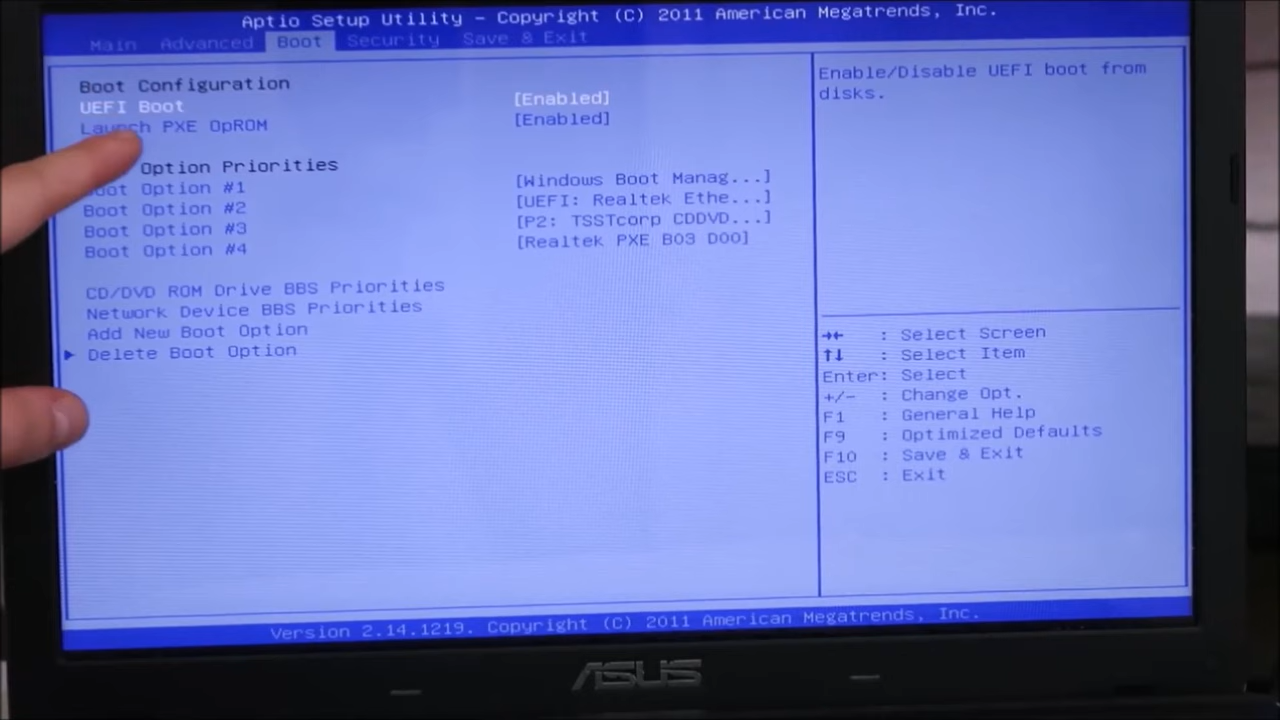 Aptio Setup Utility - Copyright (C) 2011 American Megatrends, Inc.
Main Advanced Boot Security Save & Exit
Boot Configuration
UEFI Boot [Enabled]
Launch PXE OpROM [Enabled]
Option Priorities
Boot Option #1 [Windows Boot Manag...]
Boot Option #2 [UEFI: Realtek Ethe...]
Boot Option #3 [P2: TSSTcorp CDDVD...]
Boot Option #4 [Realtek PXE B03 D00]
CD/DVD ROM Drive BBS Priorities
Network Device BBS Priorities
Add New Boot Option
Delete Boot Option
Enable/Disable UEFI boot from
disks.
→← : Select Screen
↑↓ : Select Item
Enter: Select
+/- : Change Opt.
F1 : General Help
F9 : Optimized Defaults
F10 : Save & Exit
ESC : Exit
Version 2.14.1219. Copyright (C) 2011 American Megatrends, Inc.
ASUS